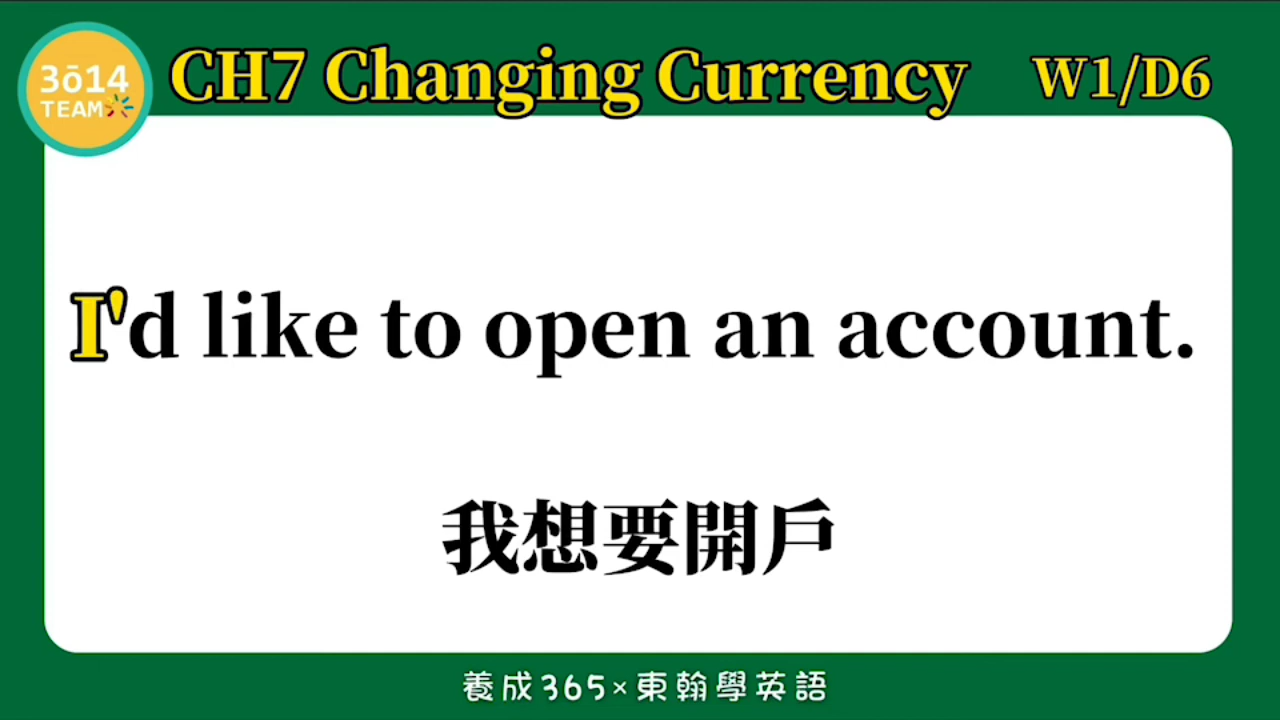 3ō14
TEAM
CH7 Changing Currency W1/D6
I'd like to open an account.
我想要開戶
養成365×東翰學英語